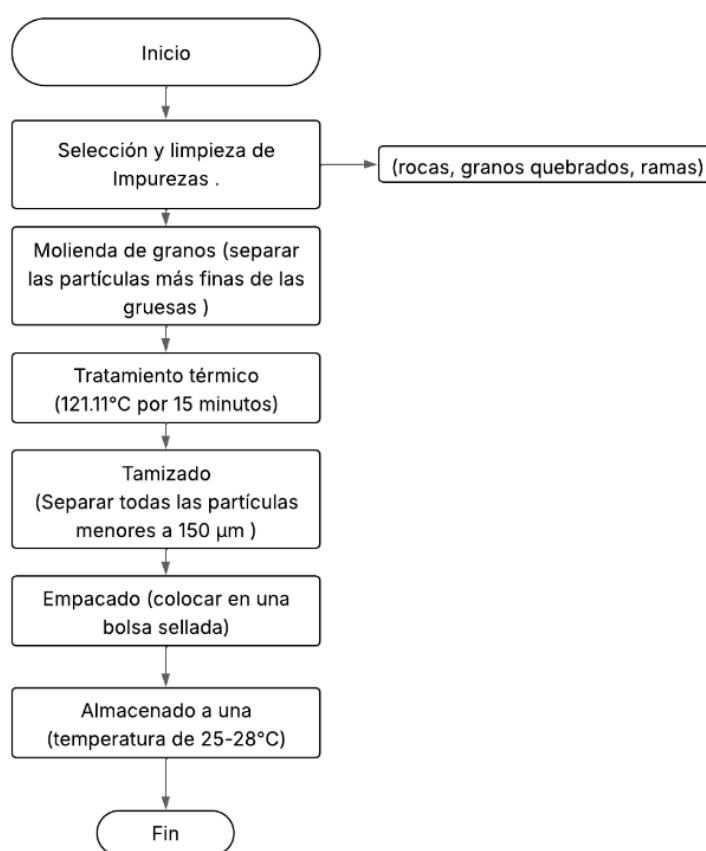 Inicio
Selección y limpieza de
Impurezas .
(rocas, granos quebrados, ramas)
Molienda de granos (separar
las partículas más finas de las
gruesas )
Tratamiento térmico
(121.11°C por 15 minutos)
Tamizado
(Separar todas las partículas
menores a 150 µm )
Empacado (colocar en una
bolsa sellada)
Almacenado a una
(temperatura de 25-28°C)
Fin